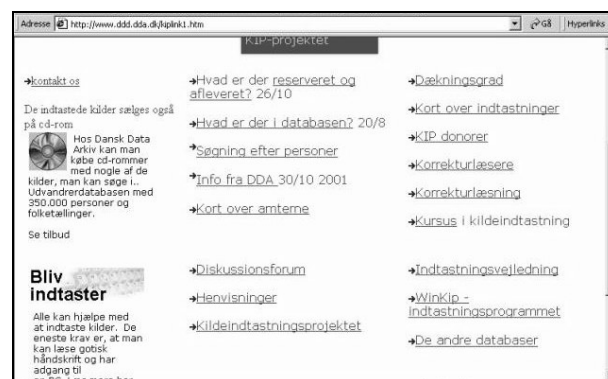 Adresse http://www.ddd.dda.dk/kiplink1.htm Gå Hyperlinks
KIP-projektet
kontakt os
De indtastede kilder sælges også
på cd-rom
Hos Dansk Data
Arkiv kan man
købe cd-rommer
med nogle af de
kilder, man kan søge i..
Udvandrerdatabasen med
350.000 personer og
folketællinger.
Se tilbud
Bliv
indtaster
Alle kan hjælpe med
at indtaste kilder. De
eneste krav er, at man
kan læse gotisk
håndskrift og har
adgang til
Hvad er der reserveret og
afleveret? 26/10
Hvad er der i databasen? 20/8
Søgning efter personer
Info fra DDA 30/10 2001
Kort over amterne
Diskussionsforum
Henvisninger
Kildeindtastningsprojektet
Dækningsgrad
Kort over indtastninger
KIP donorer
Korrekturlæsere
Korrekturlæsning
Kursus i kildeindtastning
Indtastningsvejledning
WinKip -
indtastningsprogrammet
De andre databaser